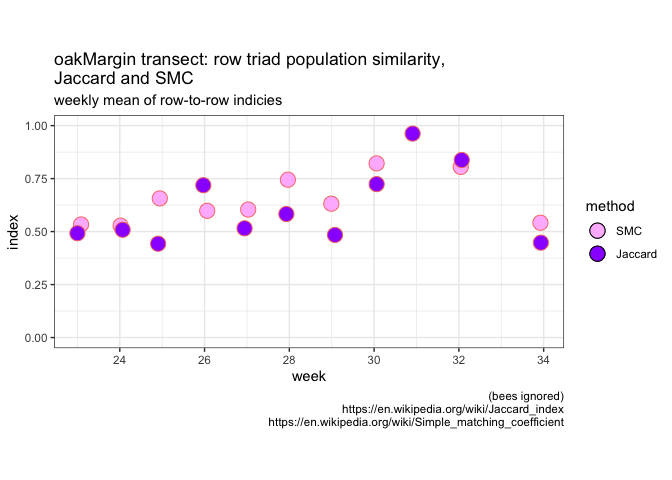 oakMargin transect: row triad population similarity,
Jaccard and SMC
weekly mean of row-to-row indicies
1.00
0.75
0.50
0.25
0.00
index
24 26 28 30 32 34
week
method
SMC
Jaccard
(bees ignored)
https://en.wikipedia.org/wiki/Jaccard_index
https://en.wikipedia.org/wiki/Simple_matching_coefficient